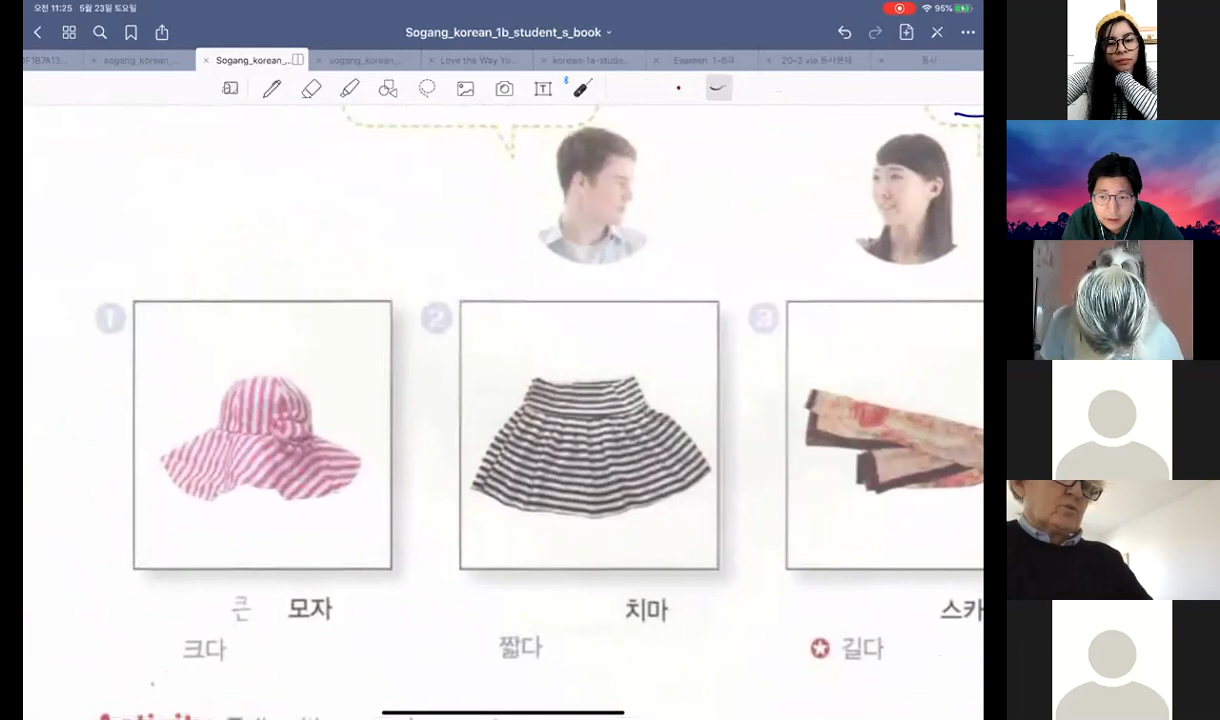 오전 11:25 5월 23일 토요일
95%
Sogang_korean_1b_student_s_book
sogang_korean_...
Sogang_korean_...
sogang_korean_...
Love the Way Yo...
korean-1a-stude...
Examen 1-6과
T
1
2
3
큰 모자
치마
스카
크다
짧다
길다